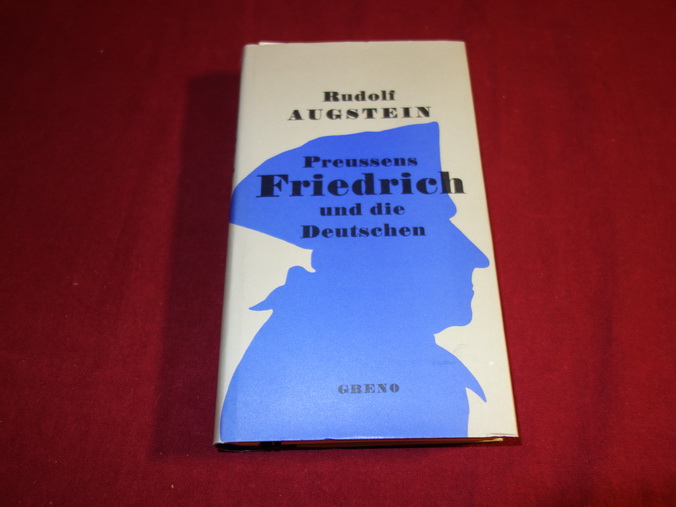 Rudolf
AUGSTEIN
Preussens
Friedrich
und die
Deutschen
GRENO